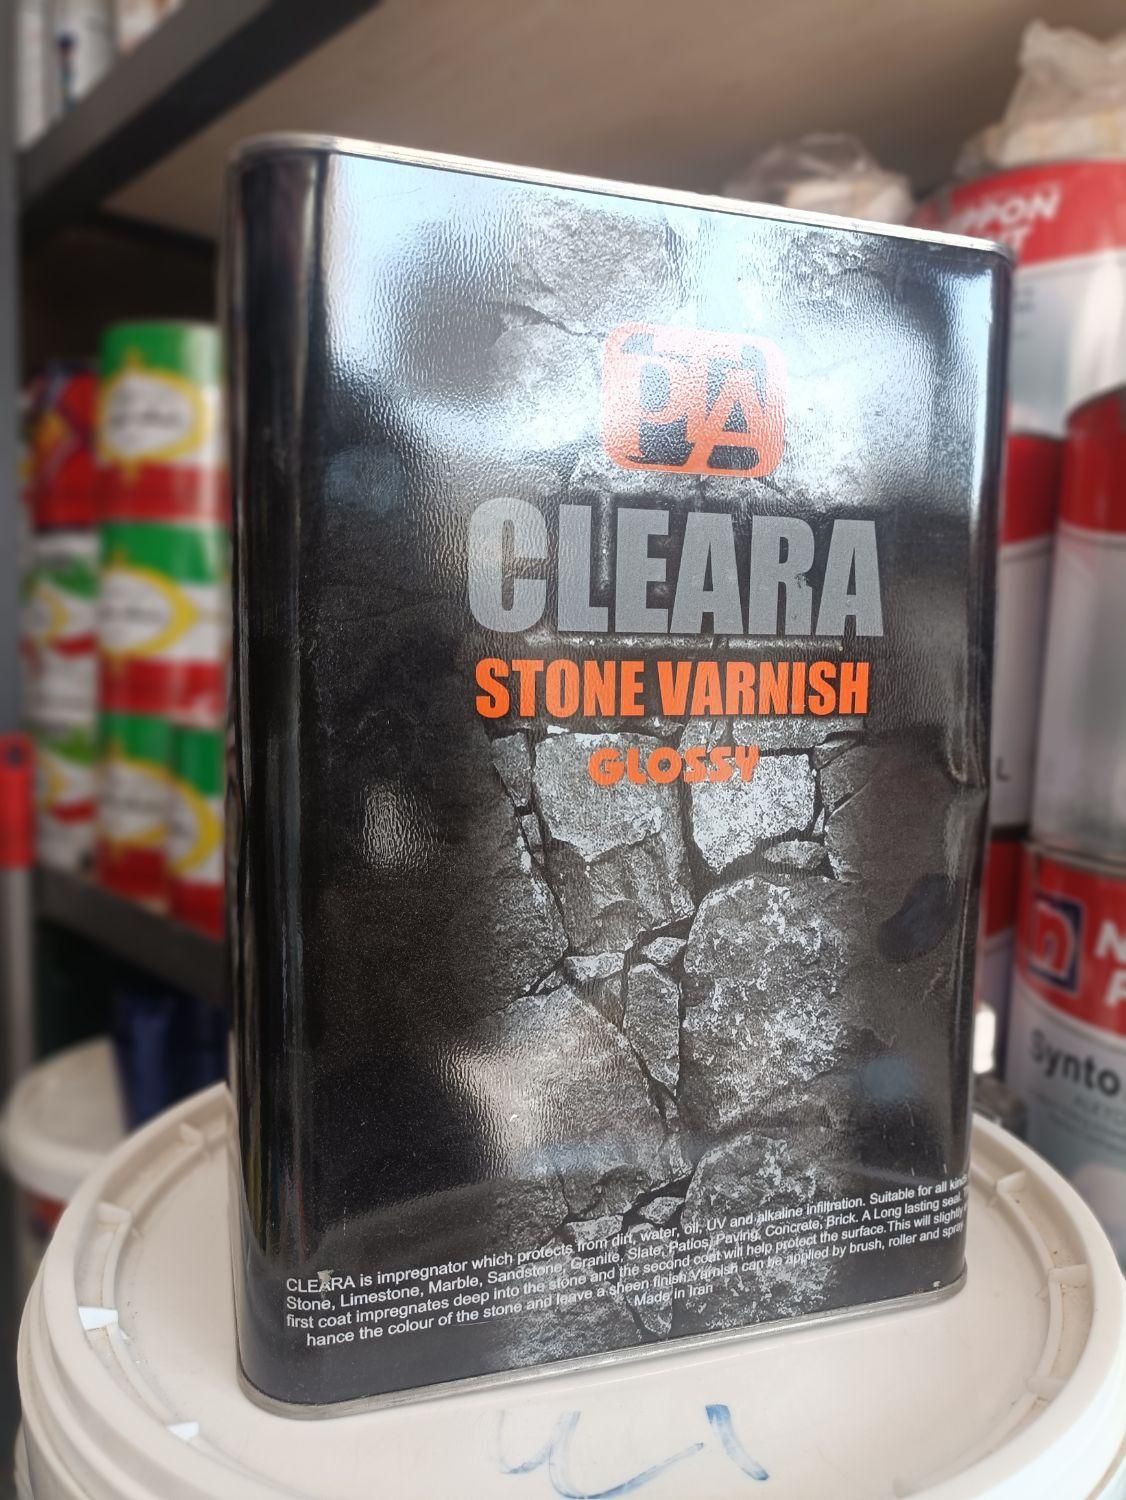 PA
CLEARA
STONE VARNISH
GLOSSY
CLEARA is impregnator which protects from dirt, water, oil, UV and alkaline infiltration. Suitable for all
Stone, Limestone, Marble, Sandstone, Granite, Slate, Patios, Paving, Concrete, Brick. A Long lasting seal.
first coat impregnates deep into the stone and the second coat will help protect the surface. This will slightly
hance the colour of the stone and leave a sheen finish. Varnish can be applied by brush, roller and spray
Made in Iran
Synto
L